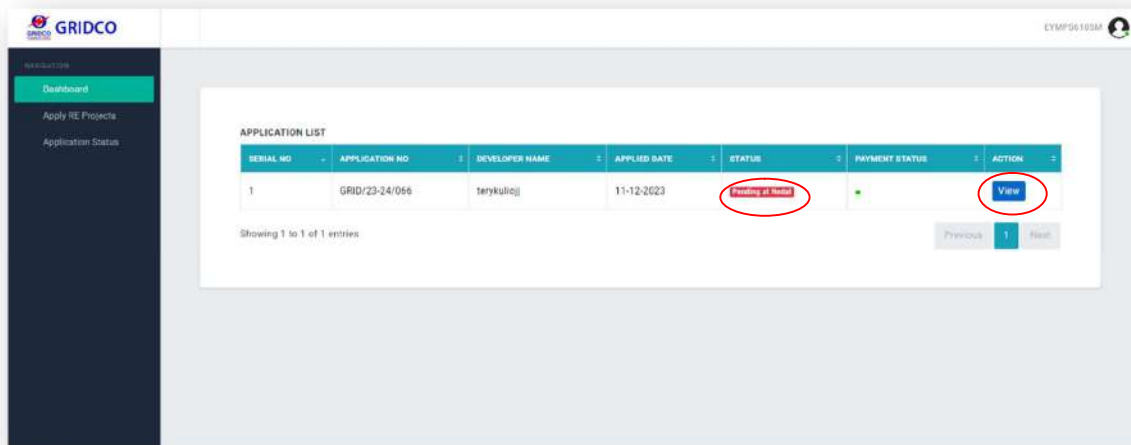 GRIDCO
GRIDCO
NAVIGATION
Dashboard
Apply RE Projects
Application Status
APPLICATION LIST
SERIAL NO APPLICATION NO DEVELOPER NAME APPLIED DATE STATUS PAYMENT STATUS ACTION
1 GRID/23-24/066 terykuliojj 11-12-2023 Pending at Nodal View
Showing 1 to 1 of 1 entries
Previous 1 Next